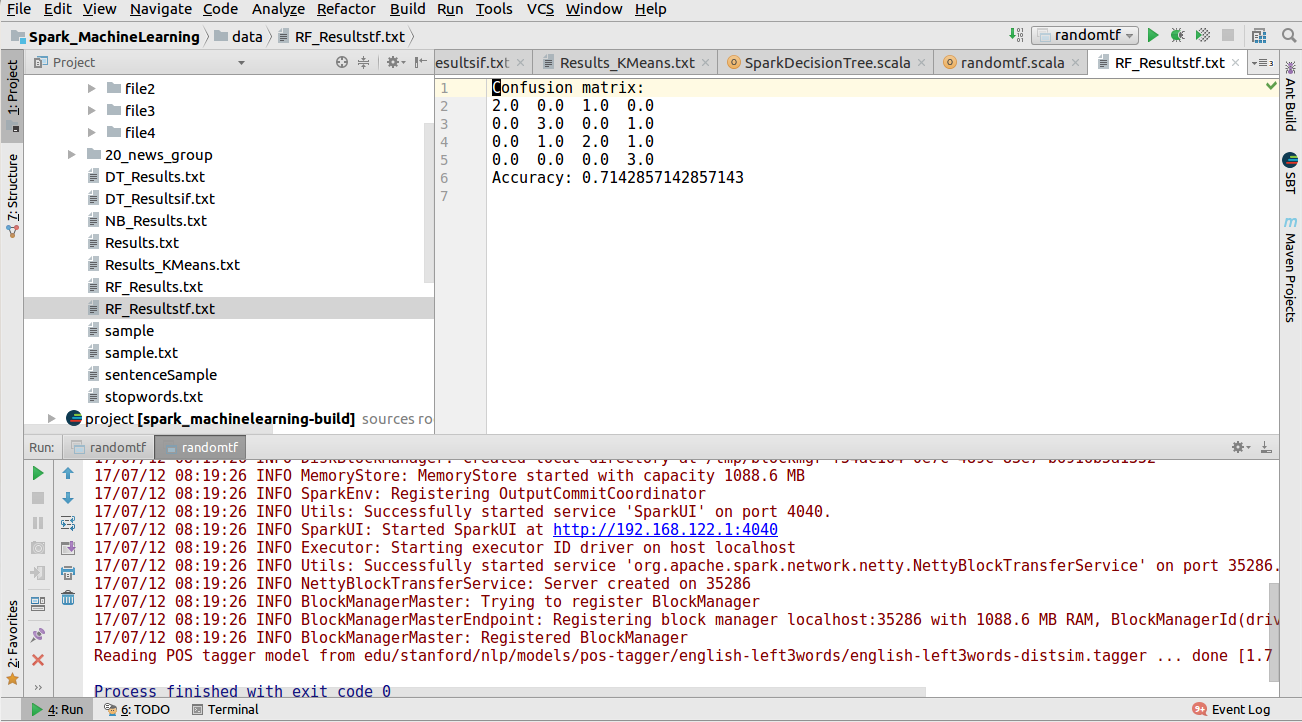 File Edit View Navigate Code Analyze Refactor Build Run Tools VCS Window Help
Spark_MachineLearning data RF_Resultstf.txt randomtf
Project
esultsif.txt Results_KMeans.txt SparkDecisionTree.scala randomtf.scala RF_Resultstf.txt
1: Project
7: Structure
2: Favorites
file2
file3
file4
20_news_group
DT_Results.txt
DT_Resultsif.txt
NB_Results.txt
Results.txt
Results_KMeans.txt
RF_Results.txt
RF_Resultstf.txt
sample
sample.txt
sentenceSample
stopwords.txt
project [spark_machinelearning-build] sources ro
1 Confusion matrix:
2 2.0 0.0 1.0 0.0
3 0.0 3.0 0.0 1.0
4 0.0 1.0 2.0 1.0
5 0.0 0.0 0.0 3.0
6 Accuracy: 0.7142857142857143
7
Ant Build
SBT
Maven Projects
Run: randomtf randomtf
17/07/12 08:19:26 INFO DiskBlockManager: Created local directory at
17/07/12 08:19:26 INFO MemoryStore: MemoryStore started with capacity 1088.6 MB
17/07/12 08:19:26 INFO SparkEnv: Registering OutputCommitCoordinator
17/07/12 08:19:26 INFO Utils: Successfully started service 'SparkUI' on port 4040.
17/07/12 08:19:26 INFO SparkUI: Started SparkUI at http://192.168.122.1:4040
17/07/12 08:19:26 INFO Executor: Starting executor ID driver on host localhost
17/07/12 08:19:26 INFO Utils: Successfully started service 'org.apache.spark.network.netty.NettyBlockTransferService' on port 35286.
17/07/12 08:19:26 INFO NettyBlockTransferService: Server created on 35286
17/07/12 08:19:26 INFO BlockManagerMaster: Trying to register BlockManager
17/07/12 08:19:26 INFO BlockManagerMasterEndpoint: Registering block manager localhost:35286 with 1088.6 MB RAM, BlockManagerId(driv
17/07/12 08:19:26 INFO BlockManagerMaster: Registered BlockManager
Reading POS tagger model from edu/stanford/nlp/models/pos-tagger/english-left3words/english-left3words-distsim.tagger ... done [1.7
Process finished with exit code 0
4: Run 6: TODO Terminal 9+ Event Log